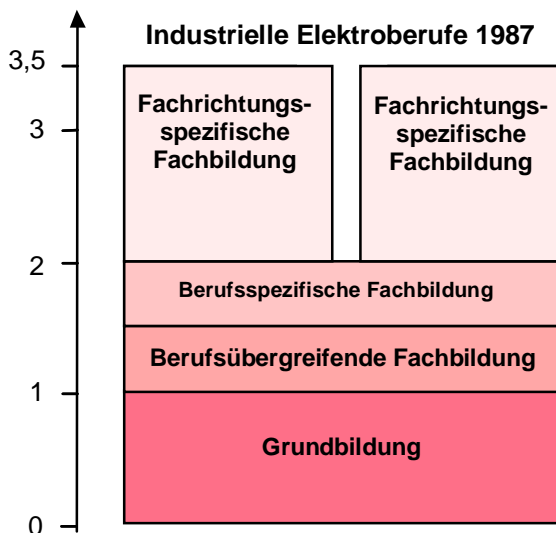 Industrielle Elektroberufe 1987
3,5
3
2
1
0
Fachrichtungs-
spezifische
Fachbildung
Fachrichtungs-
spezifische
Fachbildung
Berufsspezifische Fachbildung
Berufsübergreifende Fachbildung
Grundbildung